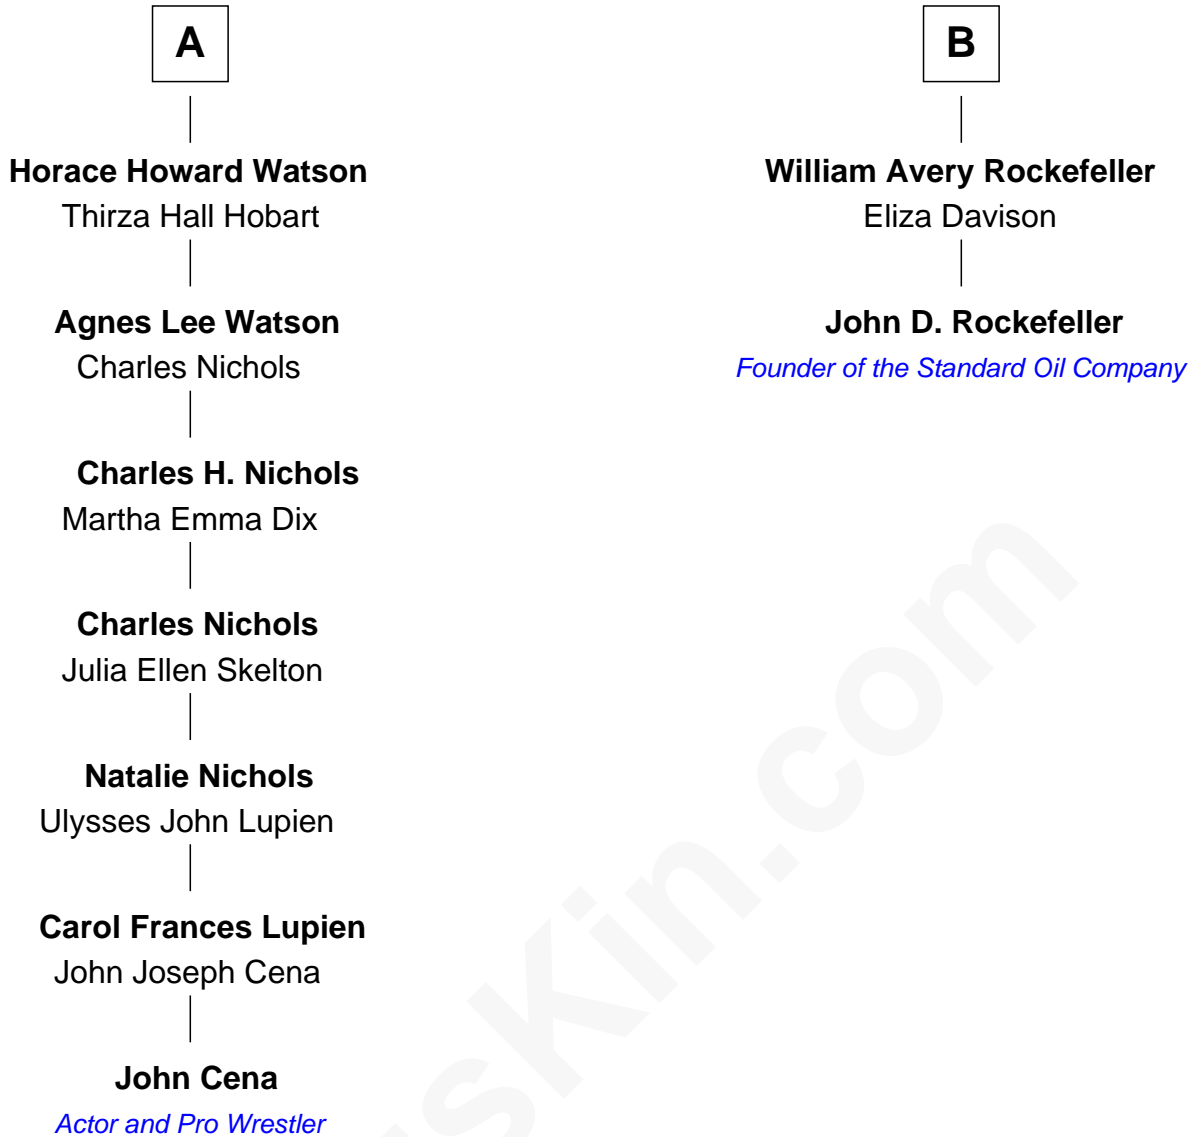 A
Horace Howard Watson
Thirza Hall Hobart
Agnes Lee Watson
Charles Nichols
Charles H. Nichols
Martha Emma Dix
Charles Nichols
Julia Ellen Skelton
Natalie Nichols
Ulysses John Lupien
Carol Frances Lupien
John Joseph Cena
John Cena
Actor and Pro Wrestler
B
William Avery Rockefeller
Eliza Davison
John D. Rockefeller
Founder of the Standard Oil Company
sKin.com